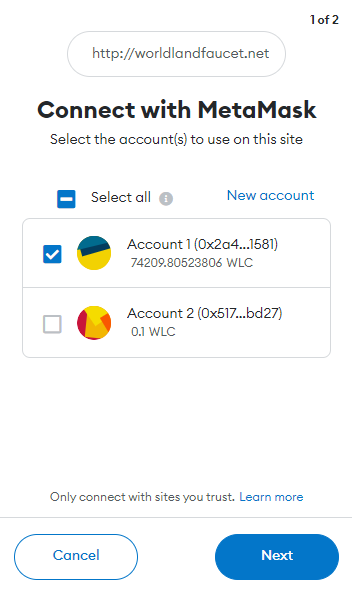 1 of 2
http://worldlandfaucet.net
Connect with MetaMask
Select the account(s) to use on this site
Select all
New account
Account 1 (0x2a4...1581)
74209.80523806 WLC
Account 2 (0x517...bd27)
0.1 WLC
Only connect with sites you trust. Learn more
Cancel
Next